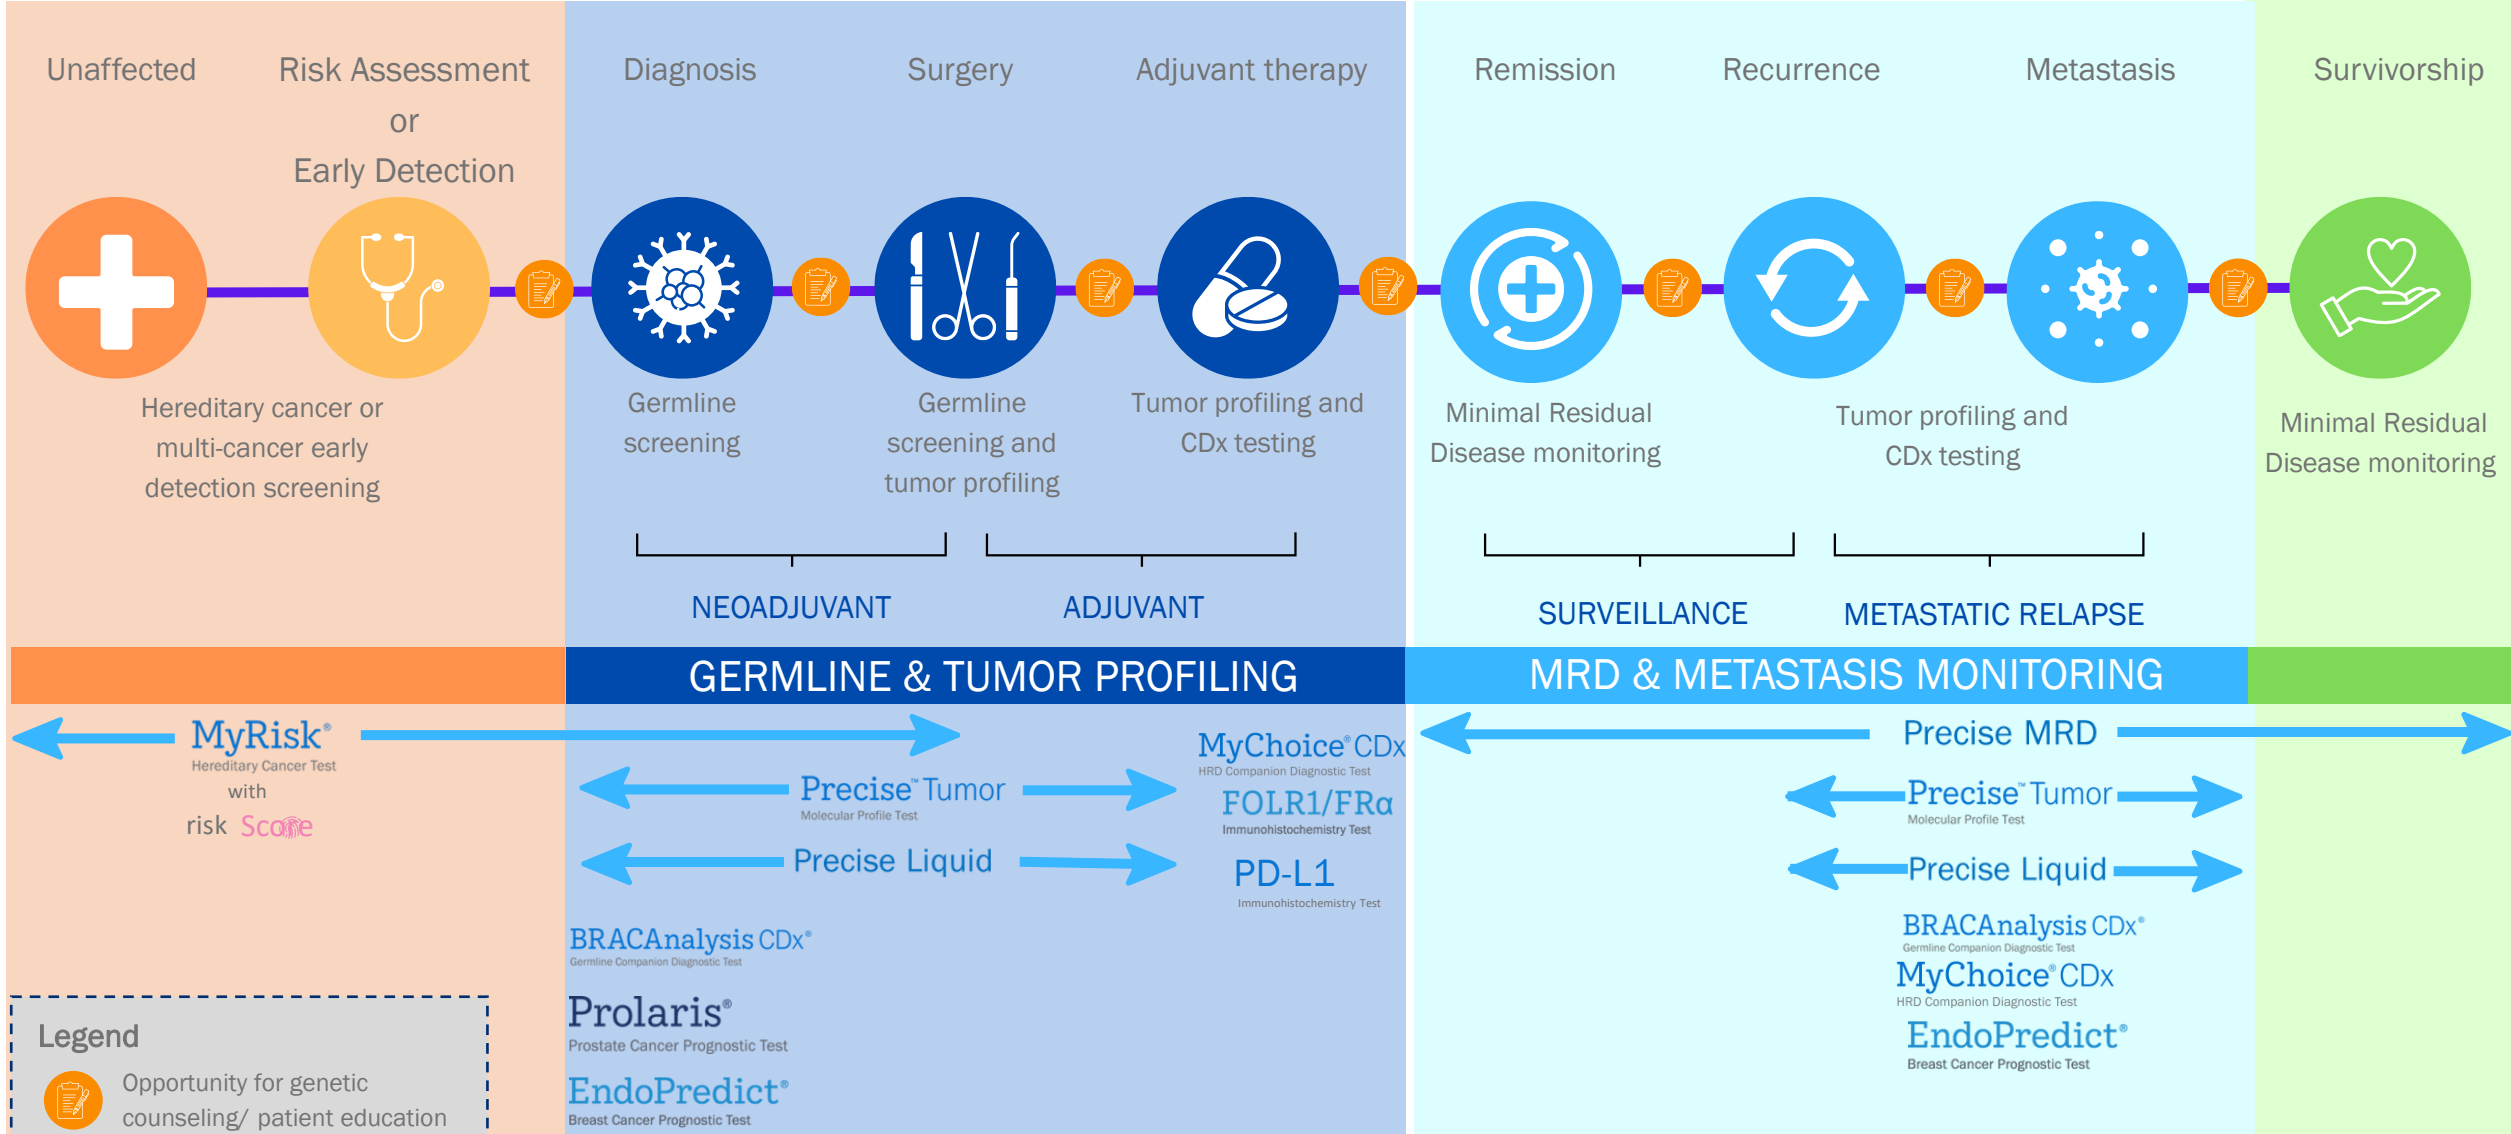 Unaffected
Risk Assessment
or
Early Detection
Diagnosis
Surgery
Adjuvant therapy
Remission
Recurrence
Metastasis
Survivorship
Hereditary cancer or
multi-cancer early
detection screening
Germline
screening
Germline
screening and
tumor profiling
Tumor profiling and
CDx testing
Minimal Residual
Disease monitoring
Tumor profiling and
CDx testing
Minimal Residual
Disease monitoring
NEOADJUVANT
ADJUVANT
SURVEILLANCE
METASTATIC RELAPSE
GERMLINE & TUMOR PROFILING
MRD & METASTASIS MONITORING
MyRisk®
Hereditary Cancer Test
with
risk Score
Precise™ Tumor
Molecular Profile Test
Precise Liquid
MyChoice® CDx
HRD Companion Diagnostic Test
FOLR1/FRα
Immunohistochemistry Test
PD-L1
Immunohistochemistry Test
BRACAnalysis CDx®
Germline Companion Diagnostic Test
Prolaris®
Prostate Cancer Prognostic Test
EndoPredict®
Breast Cancer Prognostic Test
Precise MRD
Precise™ Tumor
Molecular Profile Test
Precise Liquid
BRACAnalysis CDx®
Germline Companion Diagnostic Test
MyChoice® CDx
HRD Companion Diagnostic Test
EndoPredict®
Breast Cancer Prognostic Test
Legend
Opportunity for genetic
counseling/ patient education